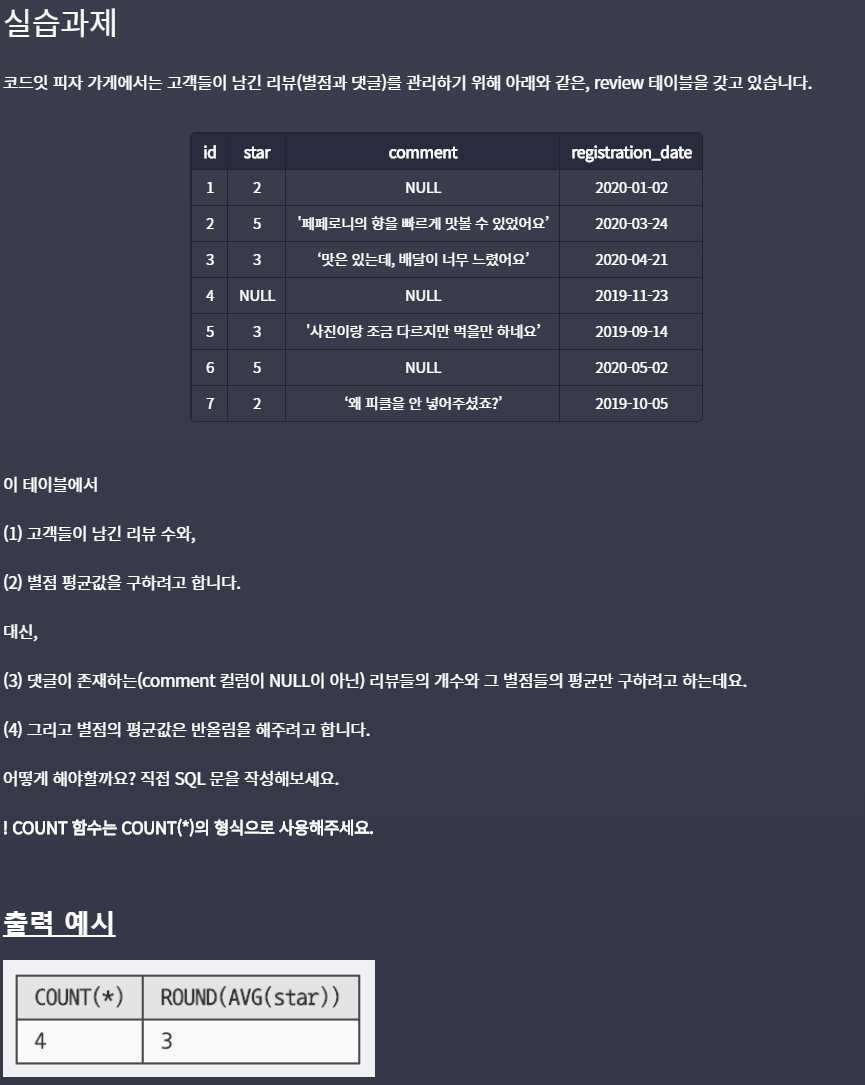 실습과제
코드잇 피자 가게에서는 고객들이 남긴 리뷰(별점과 댓글)를 관리하기 위해 아래와 같은, review 테이블을 갖고 있습니다.
id star comment registration_date
1 2 NULL 2020-01-02
2 5 '페페로니의 향을 빠르게 맛볼 수 있었어요’ 2020-03-24
3 3 ‘맛은 있는데, 배달이 너무 느렸어요’ 2020-04-21
4 NULL NULL 2019-11-23
5 3 '사진이랑 조금 다르지만 먹을만 하네요’ 2019-09-14
6 5 NULL 2020-05-02
7 2 ‘왜 피클을 안 넣어주셨죠?’ 2019-10-05
이 테이블에서
(1) 고객들이 남긴 리뷰 수와,
(2) 별점 평균값을 구하려고 합니다.
대신,
(3) 댓글이 존재하는(comment 컬럼이 NULL이 아닌) 리뷰들의 개수와 그 별점들의 평균만 구하려고 하는데요.
(4) 그리고 별점의 평균값은 반올림을 해주려고 합니다.
어떻게 해야할까요? 직접 SQL 문을 작성해보세요.
! COUNT 함수는 COUNT(*)의 형식으로 사용해주세요.
출력 예시
COUNT(*) ROUND(AVG(star))
4 3